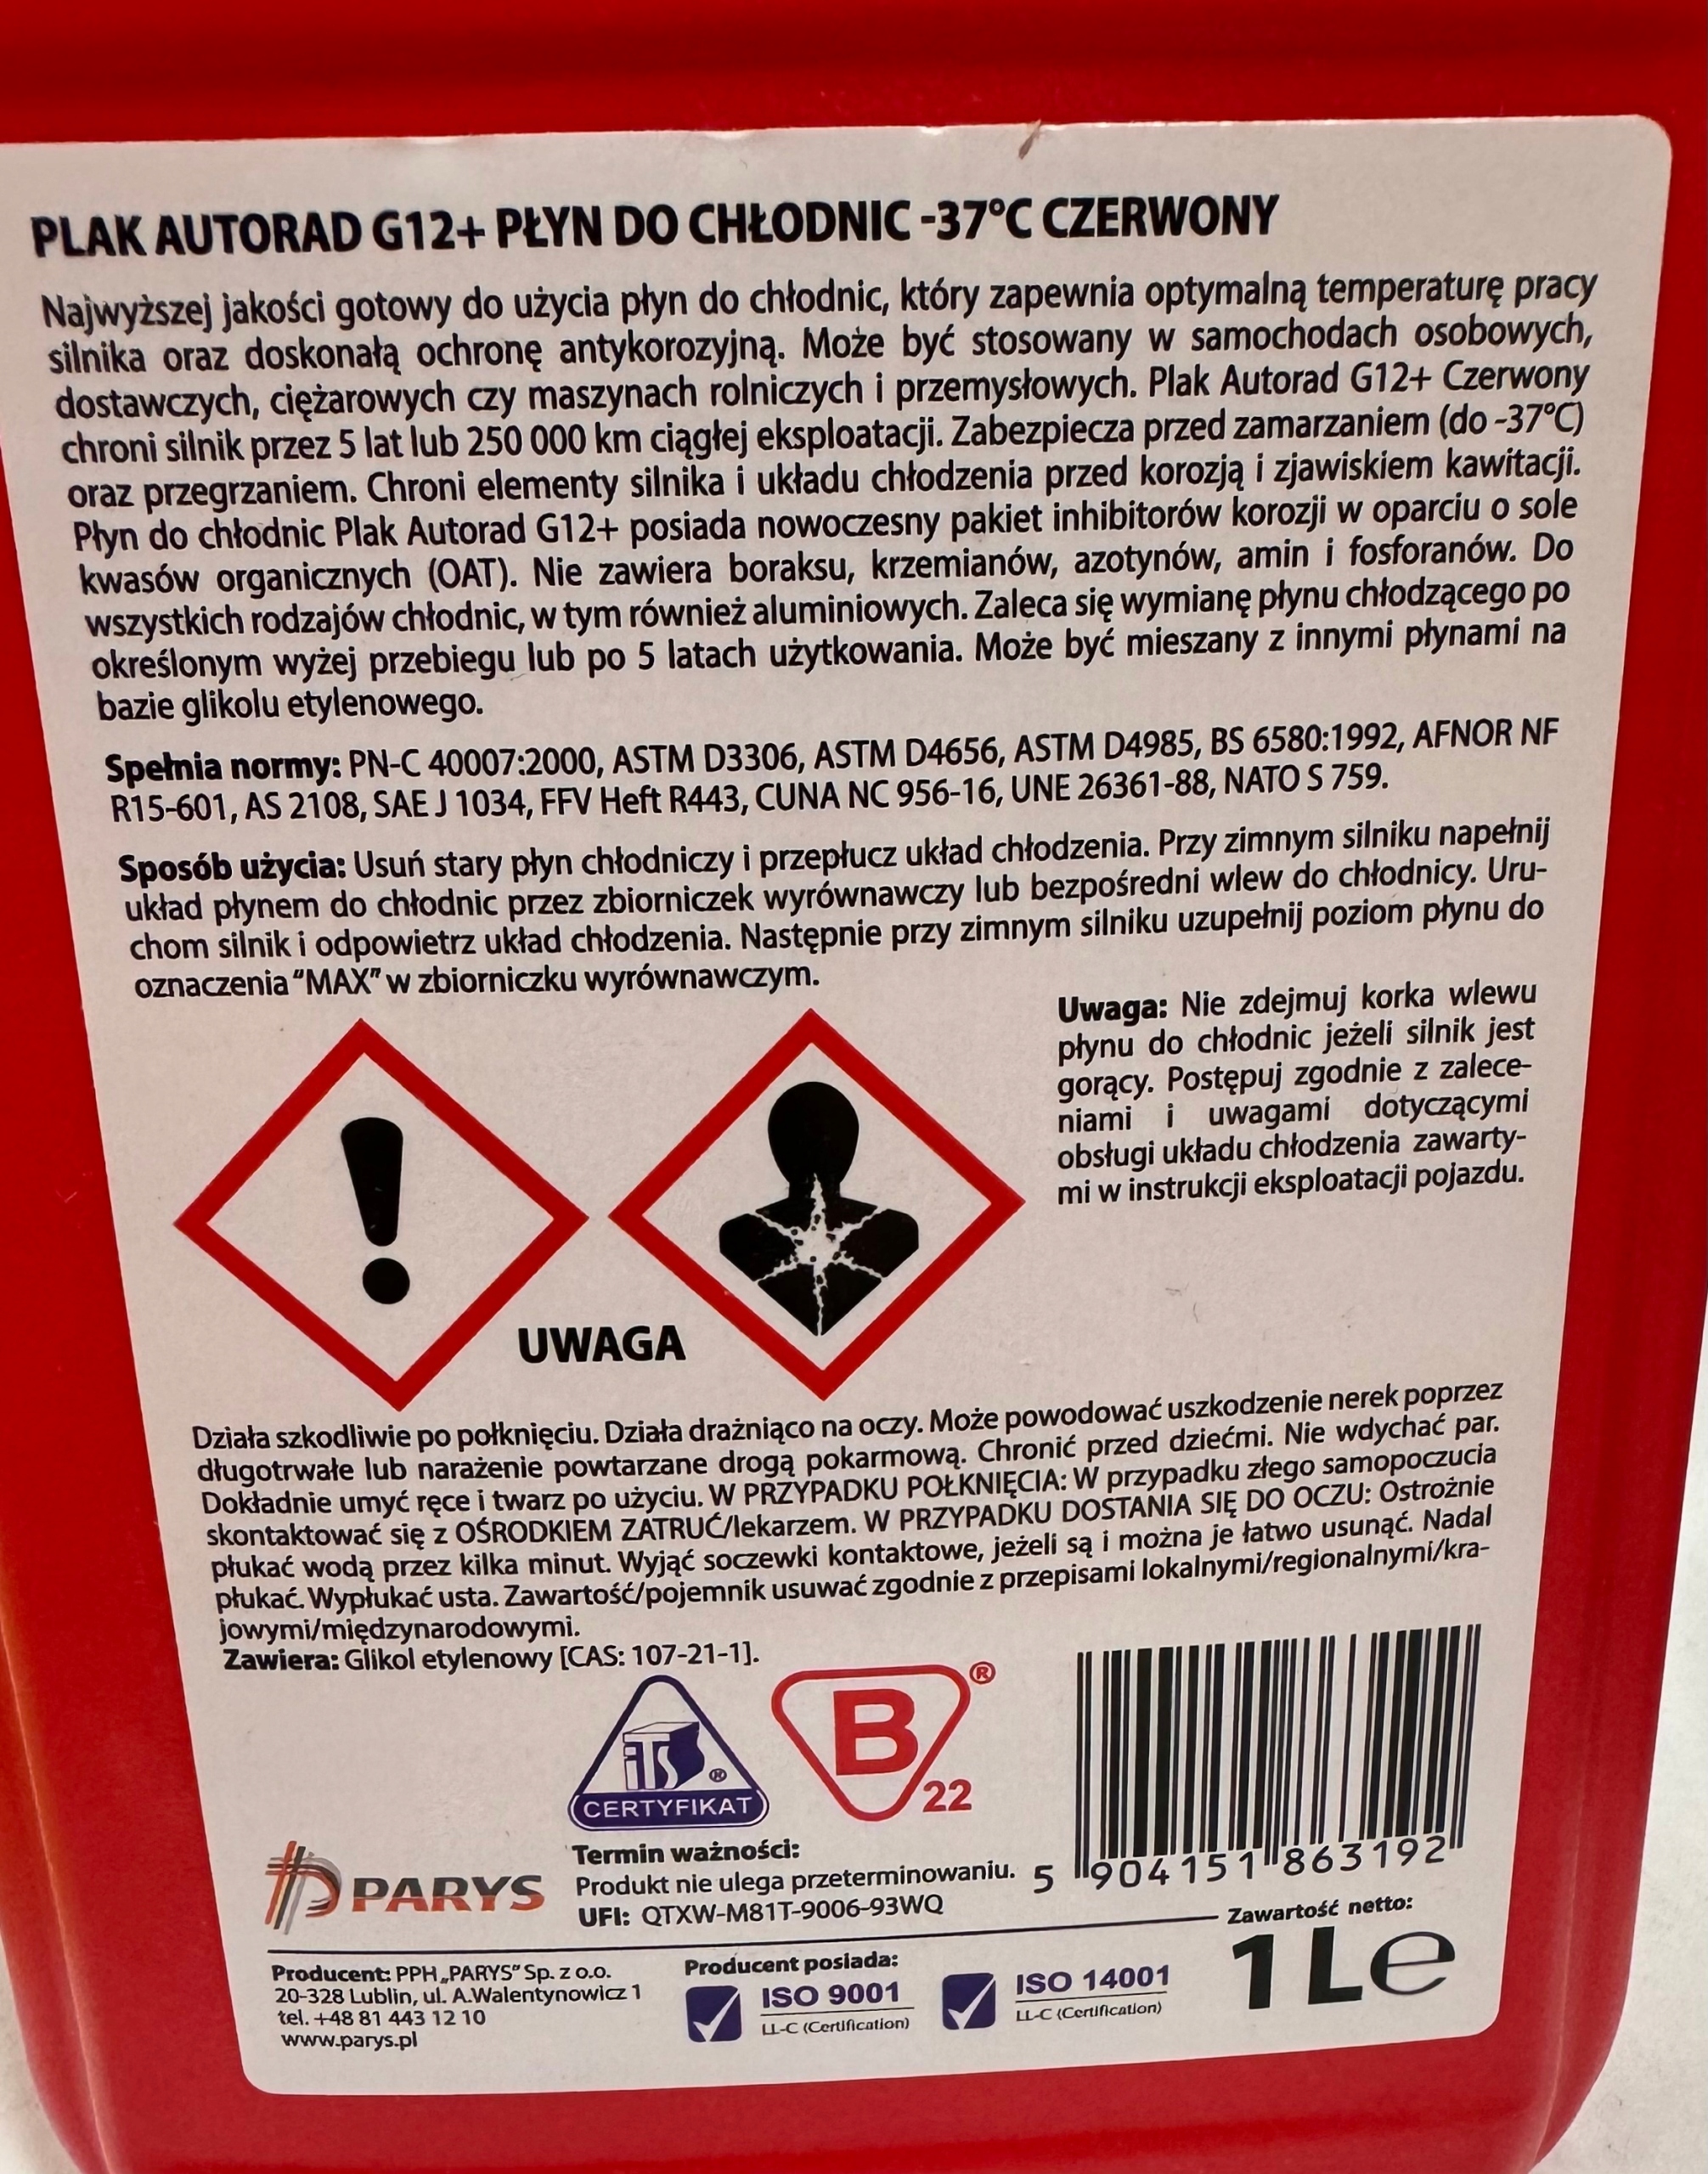 PLAK AUTORAD G12+ PŁYN DO CHŁODNIC -37°C CZERWONY
Najwyższej jakości gotowy do użycia płyn do chłodnic, który zapewnia optymalną temperaturę pracy
silnika oraz doskonałą ochronę antykorozyjną. Może być stosowany w samochodach osobowych,
dostawczych, ciężarowych czy maszynach rolniczych i przemysłowych. Plak Autorad G12+ Czerwony
chroni silnik przez 5 lat lub 250 000 km ciągłej eksploatacji. Zabezpiecza przed zamarzaniem (do -37°C)
oraz przegrzaniem. Chroni elementy silnika i układu chłodzenia przed korozją i zjawiskiem kawitacji.
Płyn do chłodnic Plak Autorad G12+ posiada nowoczesny pakiet inhibitorów korozji w oparciu o sole
kwasów organicznych (OAT). Nie zawiera boraksu, krzemianów, azotynów, amin i fosforanów. Do
wszystkich rodzajów chłodnic, w tym również aluminiowych. Zaleca się wymianę płynu chłodzącego po
określonym wyżej przebiegu lub po 5 latach użytkowania. Może być mieszany z innymi płynami na
bazie glikolu etylenowego.
Spełnia normy: PN-C 40007:2000, ASTM D3306, ASTM D4656, ASTM D4985, BS 6580:1992, AFNOR NF
R15-601, AS 2108, SAE J 1034, FFV Heft R443, CUNA NC 956-16, UNE 26361-88, NATO S 759.
Sposób użycia: Usuń stary płyn chłodniczy i przepłucz układ chłodzenia. Przy zimnym silniku napełnij
układ płynem do chłodnic przez zbiorniczek wyrównawczy lub bezpośredni wlew do chłodnicy. Uru-
chom silnik i odpowietrz układ chłodzenia. Następnie przy zimnym silniku uzupełnij poziom płynu do
oznaczenia "MAX" w zbiorniczku wyrównawczym.
Uwaga: Nie zdejmuj korka wlewu
płynu do chłodnic jeżeli silnik jest
gorący. Postępuj zgodnie z zalece-
niami i uwagami dotyczącymi
obsługi układu chłodzenia zawarty-
mi w instrukcji eksploatacji pojazdu.
UWAGA
Działa szkodliwie po połknięciu. Działa drażniąco na oczy. Może powodować uszkodzenie nerek poprzez
długotrwałe lub narażenie powtarzane drogą pokarmową. Chronić przed dziećmi. Nie wdychać par.
Dokładnie umyć ręce i twarz po użyciu. W PRZYPADKU POŁKNIĘCIA: W przypadku złego samopoczucia
skontaktować się z OŚRODKIEM ZATRUĆ/lekarzem. W PRZYPADKU DOSTANIA SIĘ DO OCZU: Ostrożnie
płukać wodą przez kilka minut. Wyjąć soczewki kontaktowe, jeżeli są i można je łatwo usunąć. Nadal
płukać. Wypłukać usta. Zawartość/pojemnik usuwać zgodnie z przepisami lokalnymi/regionalnymi/kra-
jowymi/międzynarodowymi.
Zawiera: Glikol etylenowy [CAS: 107-21-1].
iTS ®
CERTYFIKAT
B ®
22
PARYS
Termin ważności:
Produkt nie ulega przeterminowaniu.
UFI: QTXW-M81T-9006-93WQ
5 904151 863192
Zawartość netto:
1 L e
Producent: PPH „PARYS" Sp. z o.o.
20-328 Lublin, ul. A.Walentynowicz 1
tel. +48 81 443 12 10
www.parys.pl
Producent posiada:
ISO 9001
LL-C (Certification)
ISO 14001
LL-C (Certification)